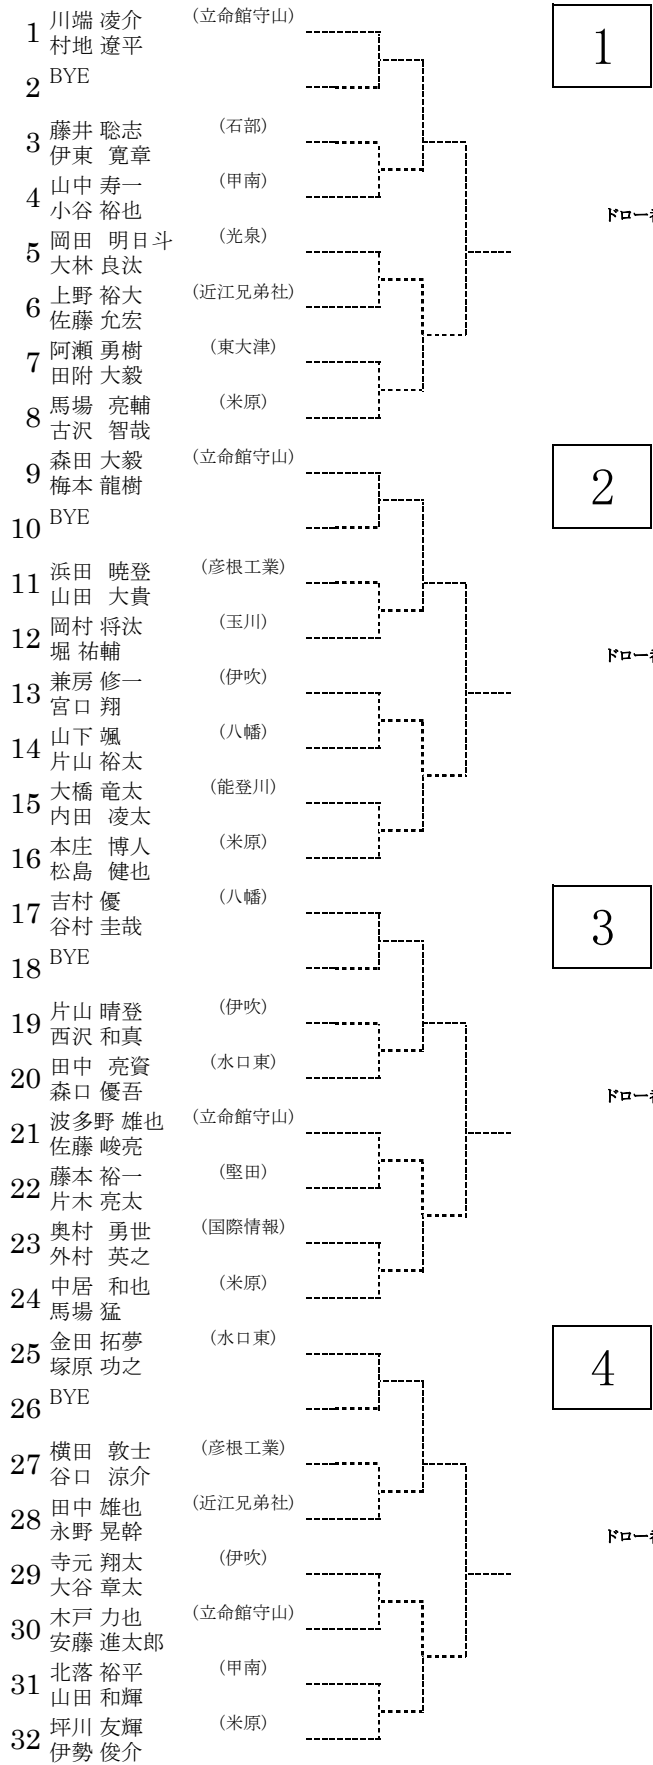 1 川端 凌介 (立命館守山)
村地 遼平
2 BYE
3 藤井 聡志 (石部)
伊東 寛章
4 山中 寿一 (甲南)
小谷 裕也
5 岡田 明日斗 (光泉)
大林 良汰
6 上野 裕大 (近江兄弟社)
佐藤 允宏
7 阿瀬 勇樹 (東大津)
田附 大毅
8 馬場 亮輔 (米原)
古沢 智哉
1
ドロー番
9 森田 大毅 (立命館守山)
梅本 龍樹
10 BYE
11 浜田 暁登 (彦根工業)
山田 大貴
12 岡村 将汰 (玉川)
堀 祐輔
13 兼房 修一 (伊吹)
宮口 翔
14 山下 颯 (八幡)
片山 裕太
15 大橋 竜太 (能登川)
内田 凌太
16 本庄 博人 (米原)
松島 健也
2
ドロー番
17 吉村 優 (八幡)
谷村 圭哉
18 BYE
19 片山 晴登 (伊吹)
西沢 和真
20 田中 亮資 (水口東)
森口 優吾
21 波多野 雄也 (立命館守山)
佐藤 峻亮
22 藤本 裕一 (堅田)
片木 亮太
23 奥村 勇世 (国際情報)
外村 英之
24 中居 和也 (米原)
馬場 猛
3
ドロー番
25 金田 拓夢 (水口東)
塚原 功之
26 BYE
27 横田 敦士 (彦根工業)
谷口 涼介
28 田中 雄也 (近江兄弟社)
永野 晃幹
29 寺元 翔太 (伊吹)
大谷 章太
30 木戸 力也 (立命館守山)
安藤 進太郎
31 北落 裕平 (甲南)
山田 和輝
32 坪川 友輝 (米原)
伊勢 俊介
4
ドロー番